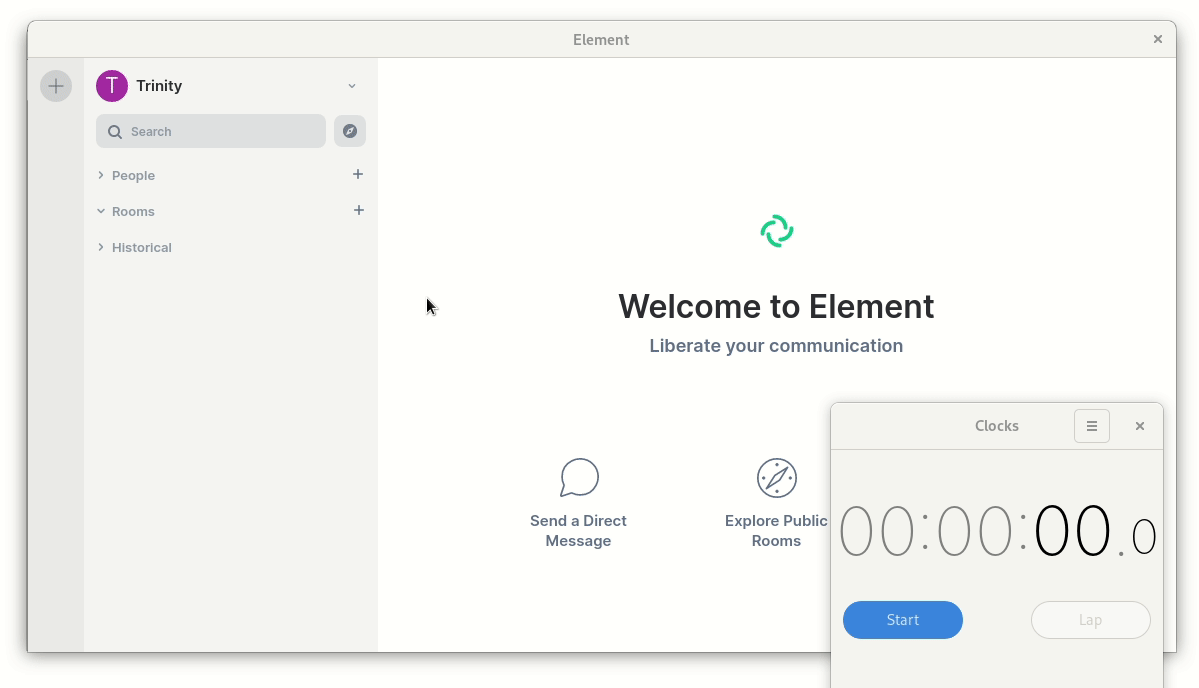 Element
T
Trinity
Search
People
Rooms
Historical
Welcome to Element
Liberate your communication
Send a Direct
Message
Explore Public
Rooms
Clocks
00:00:00.0
Start
Lap